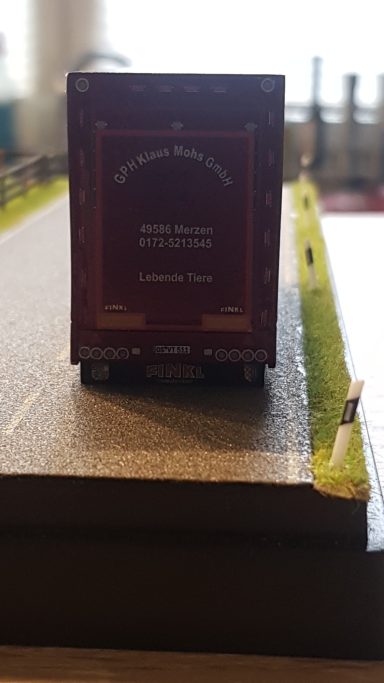 GPH Klaus Mohs GmbH
49586 Merzen
0172-5213545
Lebende Tiere
FINKL FINKL
FINKL